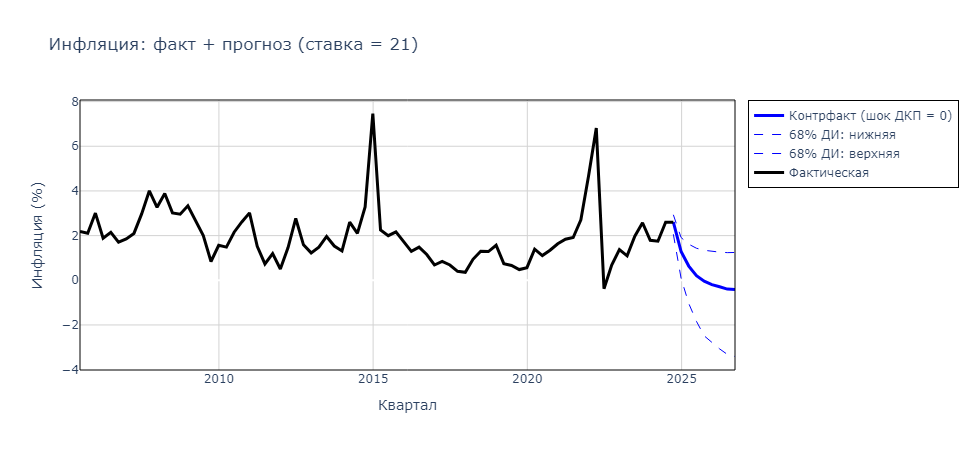 Инфляция: факт + прогноз (ставка = 21)
8
6
4
2
0
−2
−4
Инфляция (%)
2010
2015
2020
2025
Квартал
Контрфакт (шок ДКП = 0)
68% ДИ: нижняя
68% ДИ: верхняя
Фактическая